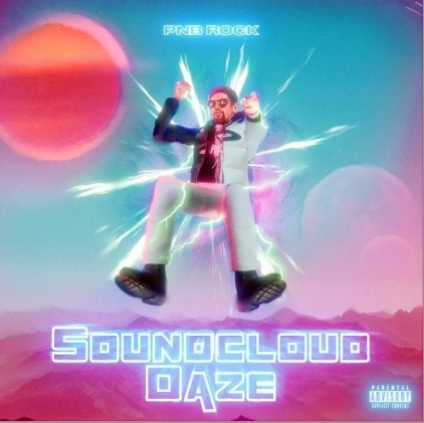 PNB ROCK
SOUNDCLOUD
DAZE
PARENTAL
ADVISORY
EXPLICIT CONTENT